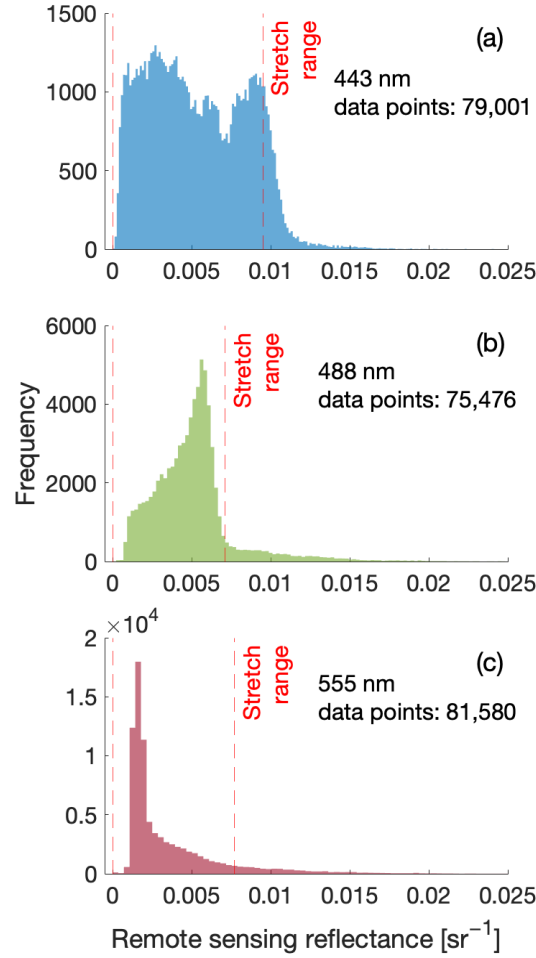 1500
1000
500
0
(a)
443 nm
data points: 79,001
Stretch
range
0 0.005 0.01 0.015 0.02 0.025
6000
4000
2000
0
(b)
488 nm
data points: 75,476
Stretch
range
0 0.005 0.01 0.015 0.02 0.025
Frequency
×10⁴
2
1.5
1
0.5
0
(c)
555 nm
data points: 81,580
Stretch
range
0 0.005 0.01 0.015 0.02 0.025
Remote sensing reflectance [sr⁻¹]